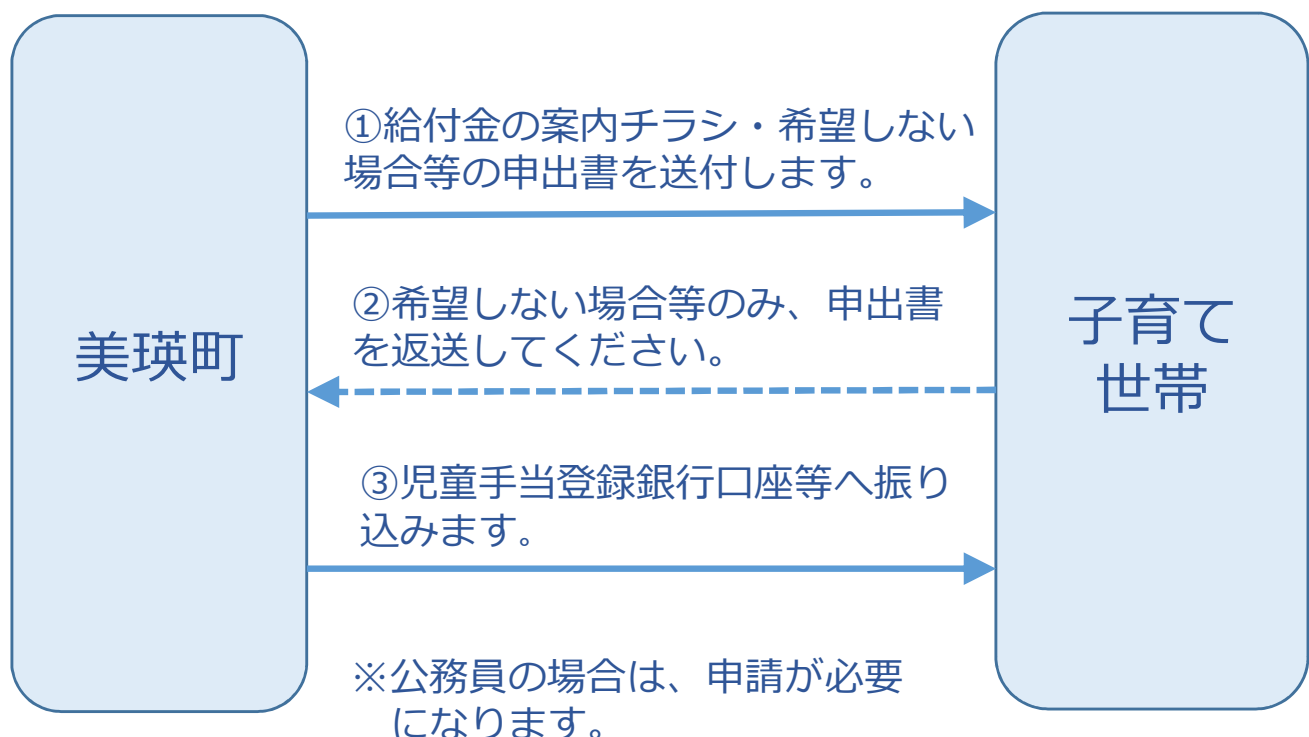 美瑛町
①給付金の案内チラシ・希望しない
場合等の申出書を送付します。
②希望しない場合等のみ、申出書
を返送してください。
③児童手当登録銀行口座等へ振り
込みます。
※公務員の場合は、申請が必要
になります。
子育て
世帯